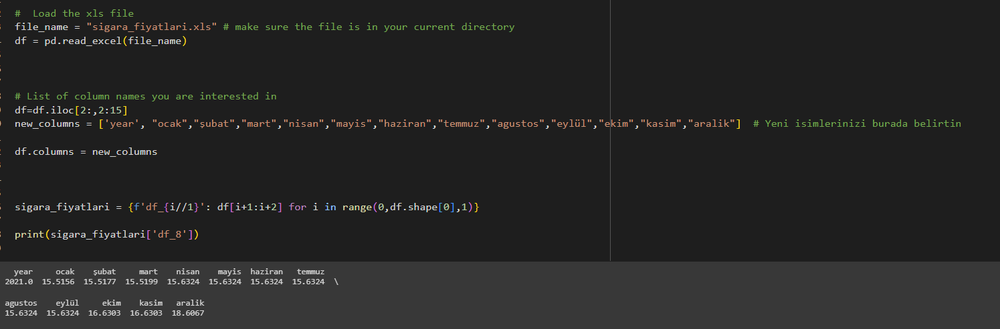 #  Load the xls file
file_name = "sigara_fiyatlari.xls" # make sure the file is in your current directory
df = pd.read_excel(file_name)
# List of column names you are interested in
df=df.iloc[2:,2:15]
new_columns = ['year', "ocak","şubat","mart","nisan","mayis","haziran","temmuz","agustos","eylül","ekim","kasim","aralik"]  # Yeni isimlerinizi burada belirtin
df.columns = new_columns
sigara_fiyatlari = {f'df_{i//1}': df[i+1:i+2] for i in range(0,df.shape[0],1)}
print(sigara_fiyatlari['df_8'])
year ocak şubat mart nisan mayis haziran temmuz
2021.0 15.5156 15.5177 15.5199 15.6324 15.6324 15.6324 15.6324 \
agustos eylül ekim kasim aralik
15.6324 15.6324 16.6303 16.6303 18.6067